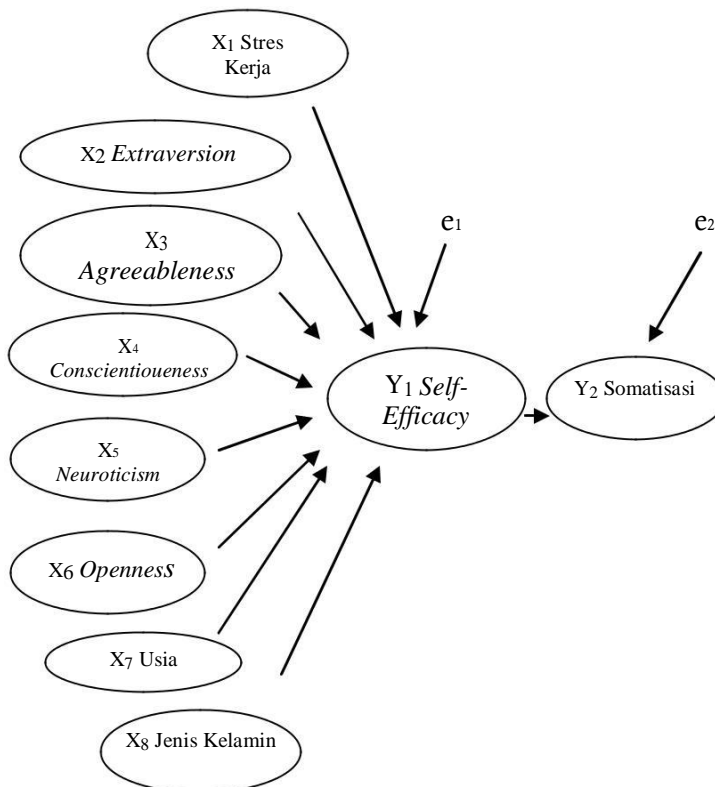 X1 Stres
Kerja
X2 Extraversion
X3
Agreeableness
e1
e2
X4
Conscientioueness
Y1 Self-
Efficacy
Y2 Somatisasi
X5
Neuroticism
X6 Openness
X7 Usia
X8 Jenis Kelamin